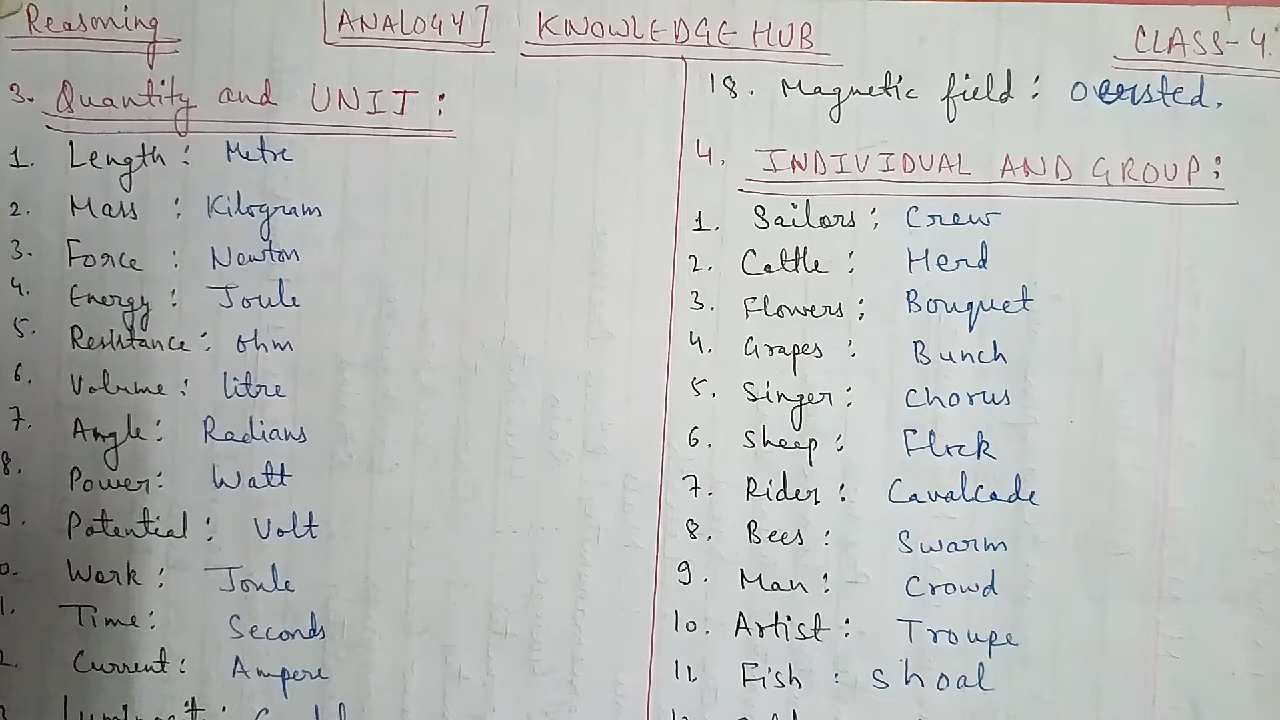 Reasoning [ANALOGY] KNOWLEDGE HUB CLASS-4.
3. Quantity and UNIT:
1. Length: Metre
2. Mass : Kilogram
3. Force : Newton
4. Energy: Joule
5. Resistance: ohm
6. Volume: litre
7. Angle: Radians
8. Power: Watt
9. Potential: Volt
0. Work: Joule
1. Time: Seconds
2. Current: Ampere
18. Magnetic field: Oersted.
4. INDIVIDUAL AND GROUP:
1. Sailors: Crew
2. Cattle: Herd
3. Flowers: Bouquet
4. Grapes: Bunch
5. Singer: Chorus
6. Sheep: Flock
7. Rider: Cavalcade
8. Bees: Swarm
9. Man: Crowd
10. Artist: Troupe
11. Fish: shoal